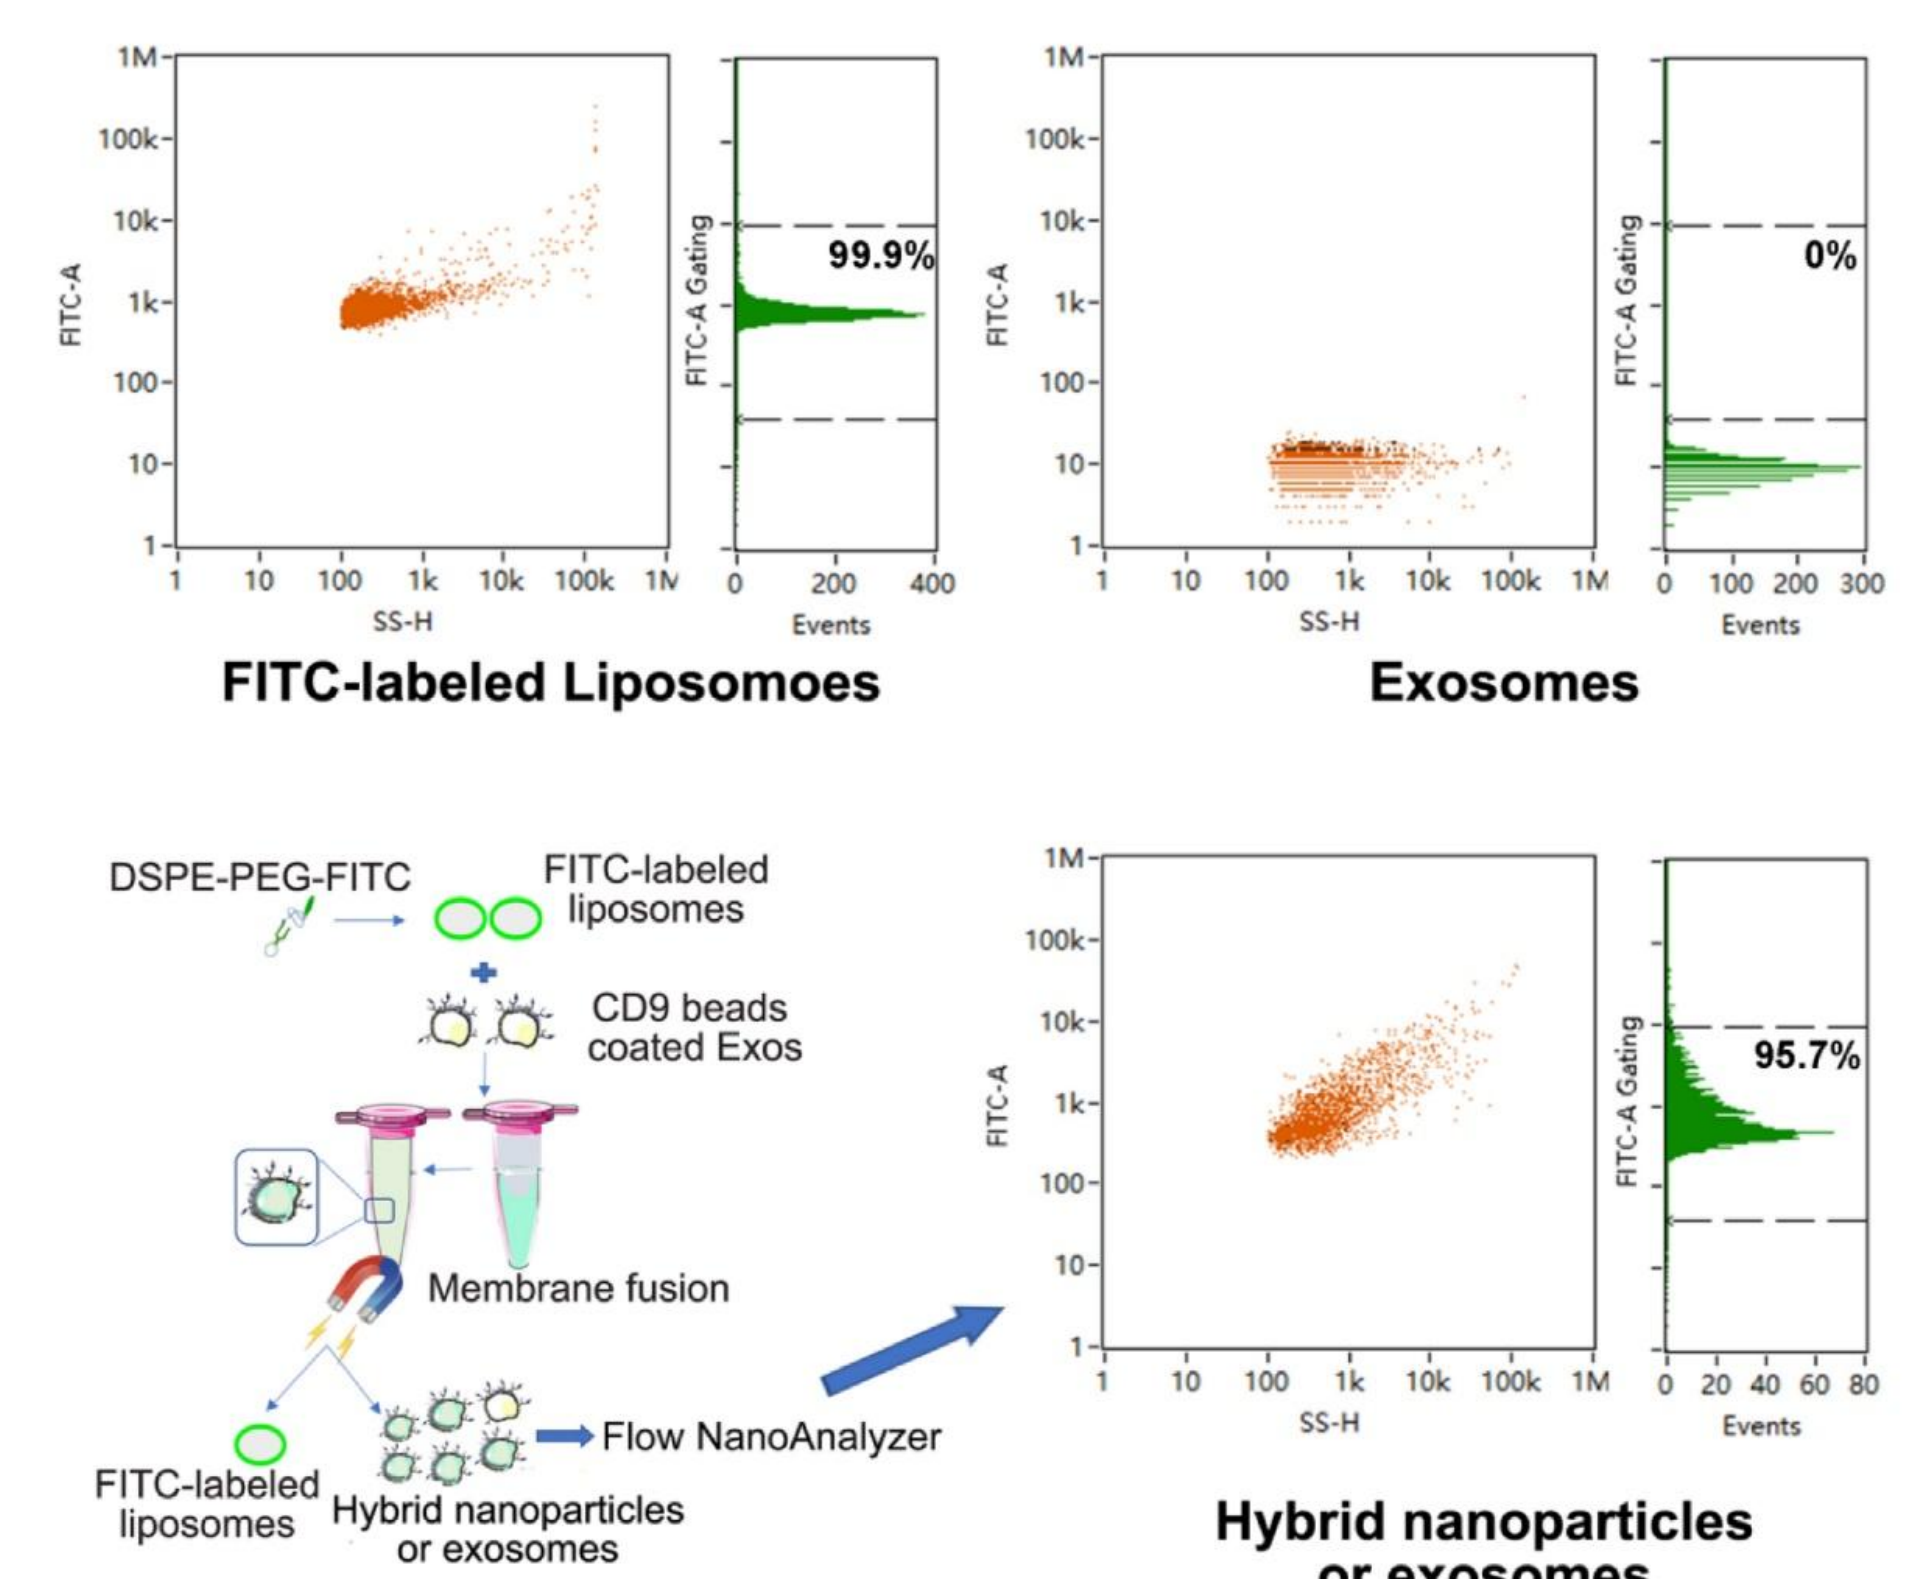 1M
100k
10k
1k
100
10
1
FITC-A
1 10 100 1k 10k 100k 1M
SS-H
FITC-A Gating
99.9%
0 200 400
Events
FITC-labeled Liposomoes
1M
100k
10k
1k
100
10
1
FITC-A
1 10 100 1k 10k 100k 1M
SS-H
FITC-A Gating
0%
0 100 200 300
Events
Exosomes
DSPE-PEG-FITC
FITC-labeled
liposomes
CD9 beads
coated Exos
Membrane fusion
FITC-labeled
liposomes
Hybrid nanoparticles
or exosomes
Flow NanoAnalyzer
1M
100k
10k
1k
100
10
1
FITC-A
1 10 100 1k 10k 100k 1M
SS-H
FITC-A Gating
95.7%
0 20 40 60 80
Events
Hybrid nanoparticles
or exosomes